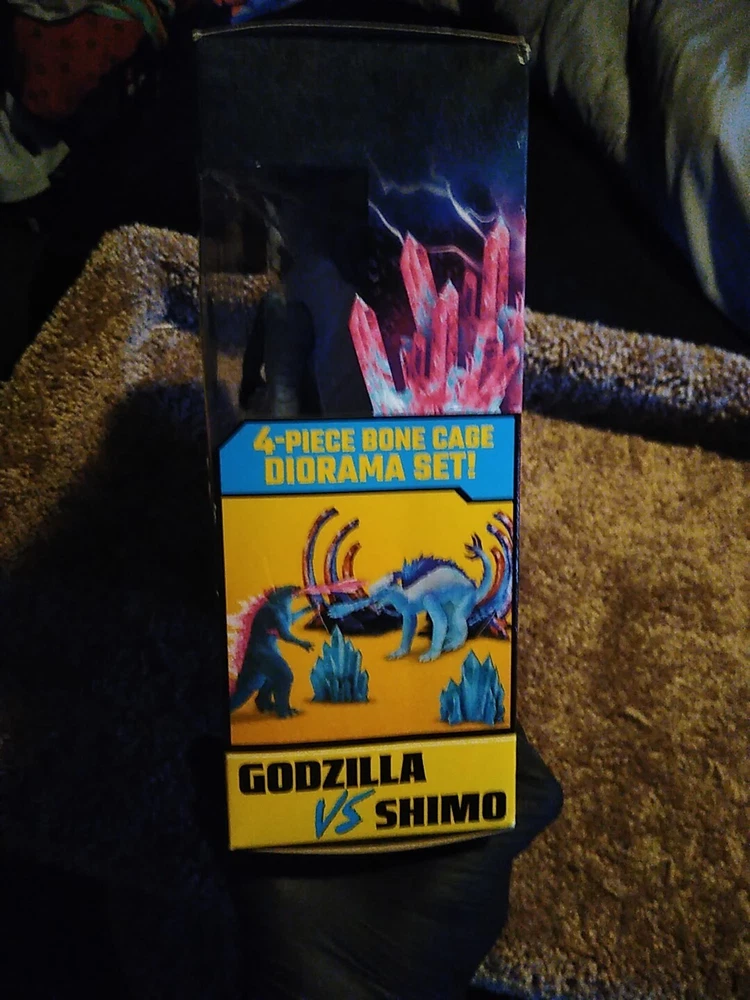 4-PIECE BONE CAGE
DIORAMA SET!
GODZILLA
VS SHIMO